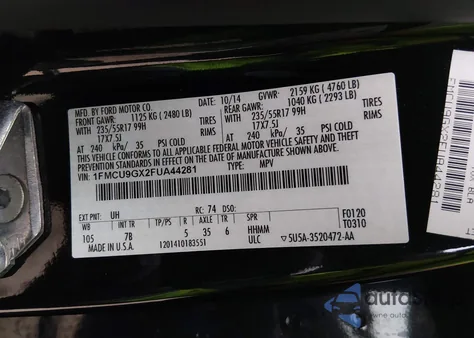 MFD. BY FORD MOTOR CO.
10/14 GVWR: 2159 KG ( 4760 LB)
FRONT GAWR: 1125 KG ( 2480 LB)
REAR GAWR: 1040 KG ( 2293 LB)
WITH TIRES
235/55R17 99H
WITH TIRES
235/55R17 99H
17X7.5J RIMS
17X7.5J RIMS
AT 240 kPa/ 35 PSI COLD
AT 240 kPa/ 35 PSI COLD
THIS VEHICLE CONFORMS TO ALL APPLICABLE FEDERAL MOTOR VEHICLE SAFETY, BUMPER, AND THEFT PREVENTION STANDARDS IN EFFECT ON THE DATE OF MANUFACTURE SHOWN ABOVE.
VIN: 1FMCU9GX2FUA44281
TYPE: MPV
EXT PNT: UH RC: 74 DSO: F0120
WB TP/PS R AXLE TR SPR T0310
105 7B 5 35 6 HHMM
MADE IN U.S.A. 1201410183551 ULC 5U5A-3520472-AA
1FMCU9GX2FUA44281